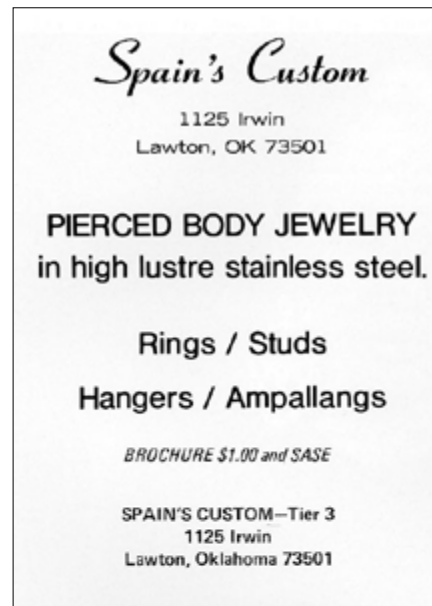 Spain's Custom
1125 Irwin
Lawton, OK 73501
PIERCED BODY JEWELRY
in high lustre stainless steel.
Rings / Studs
Hangers / Ampallangs
BROCHURE $1.00 and SASE
SPAIN'S CUSTOM—Tier 3
1125 Irwin
Lawton, Oklahoma 73501